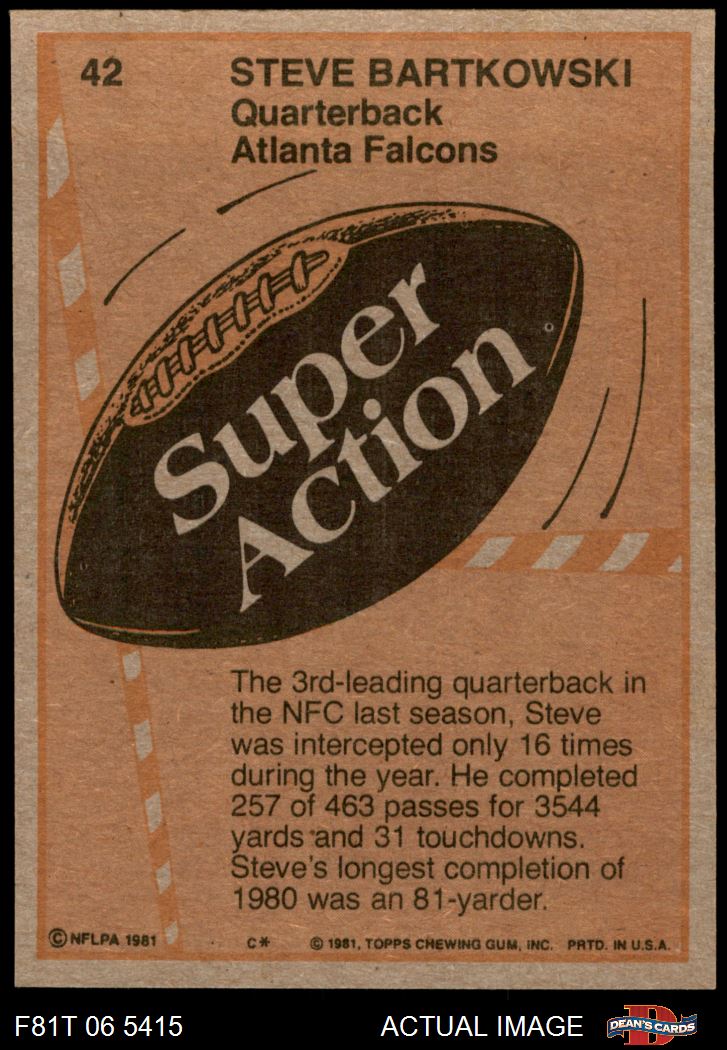 42
STEVE BARTKOWSKI
Quarterback
Atlanta Falcons
Super
Action
The 3rd-leading quarterback in
the NFC last season, Steve
was intercepted only 16 times
during the year. He completed
257 of 463 passes for 3544
yards and 31 touchdowns.
Steve's longest completion of
1980 was an 81-yarder.
© NFLPA 1981
C*
© 1981, TOPPS CHEWING GUM, INC. PRTD. IN U.S.A.
F81T 06 5415
ACTUAL IMAGE
D
DEAN'S CARDS